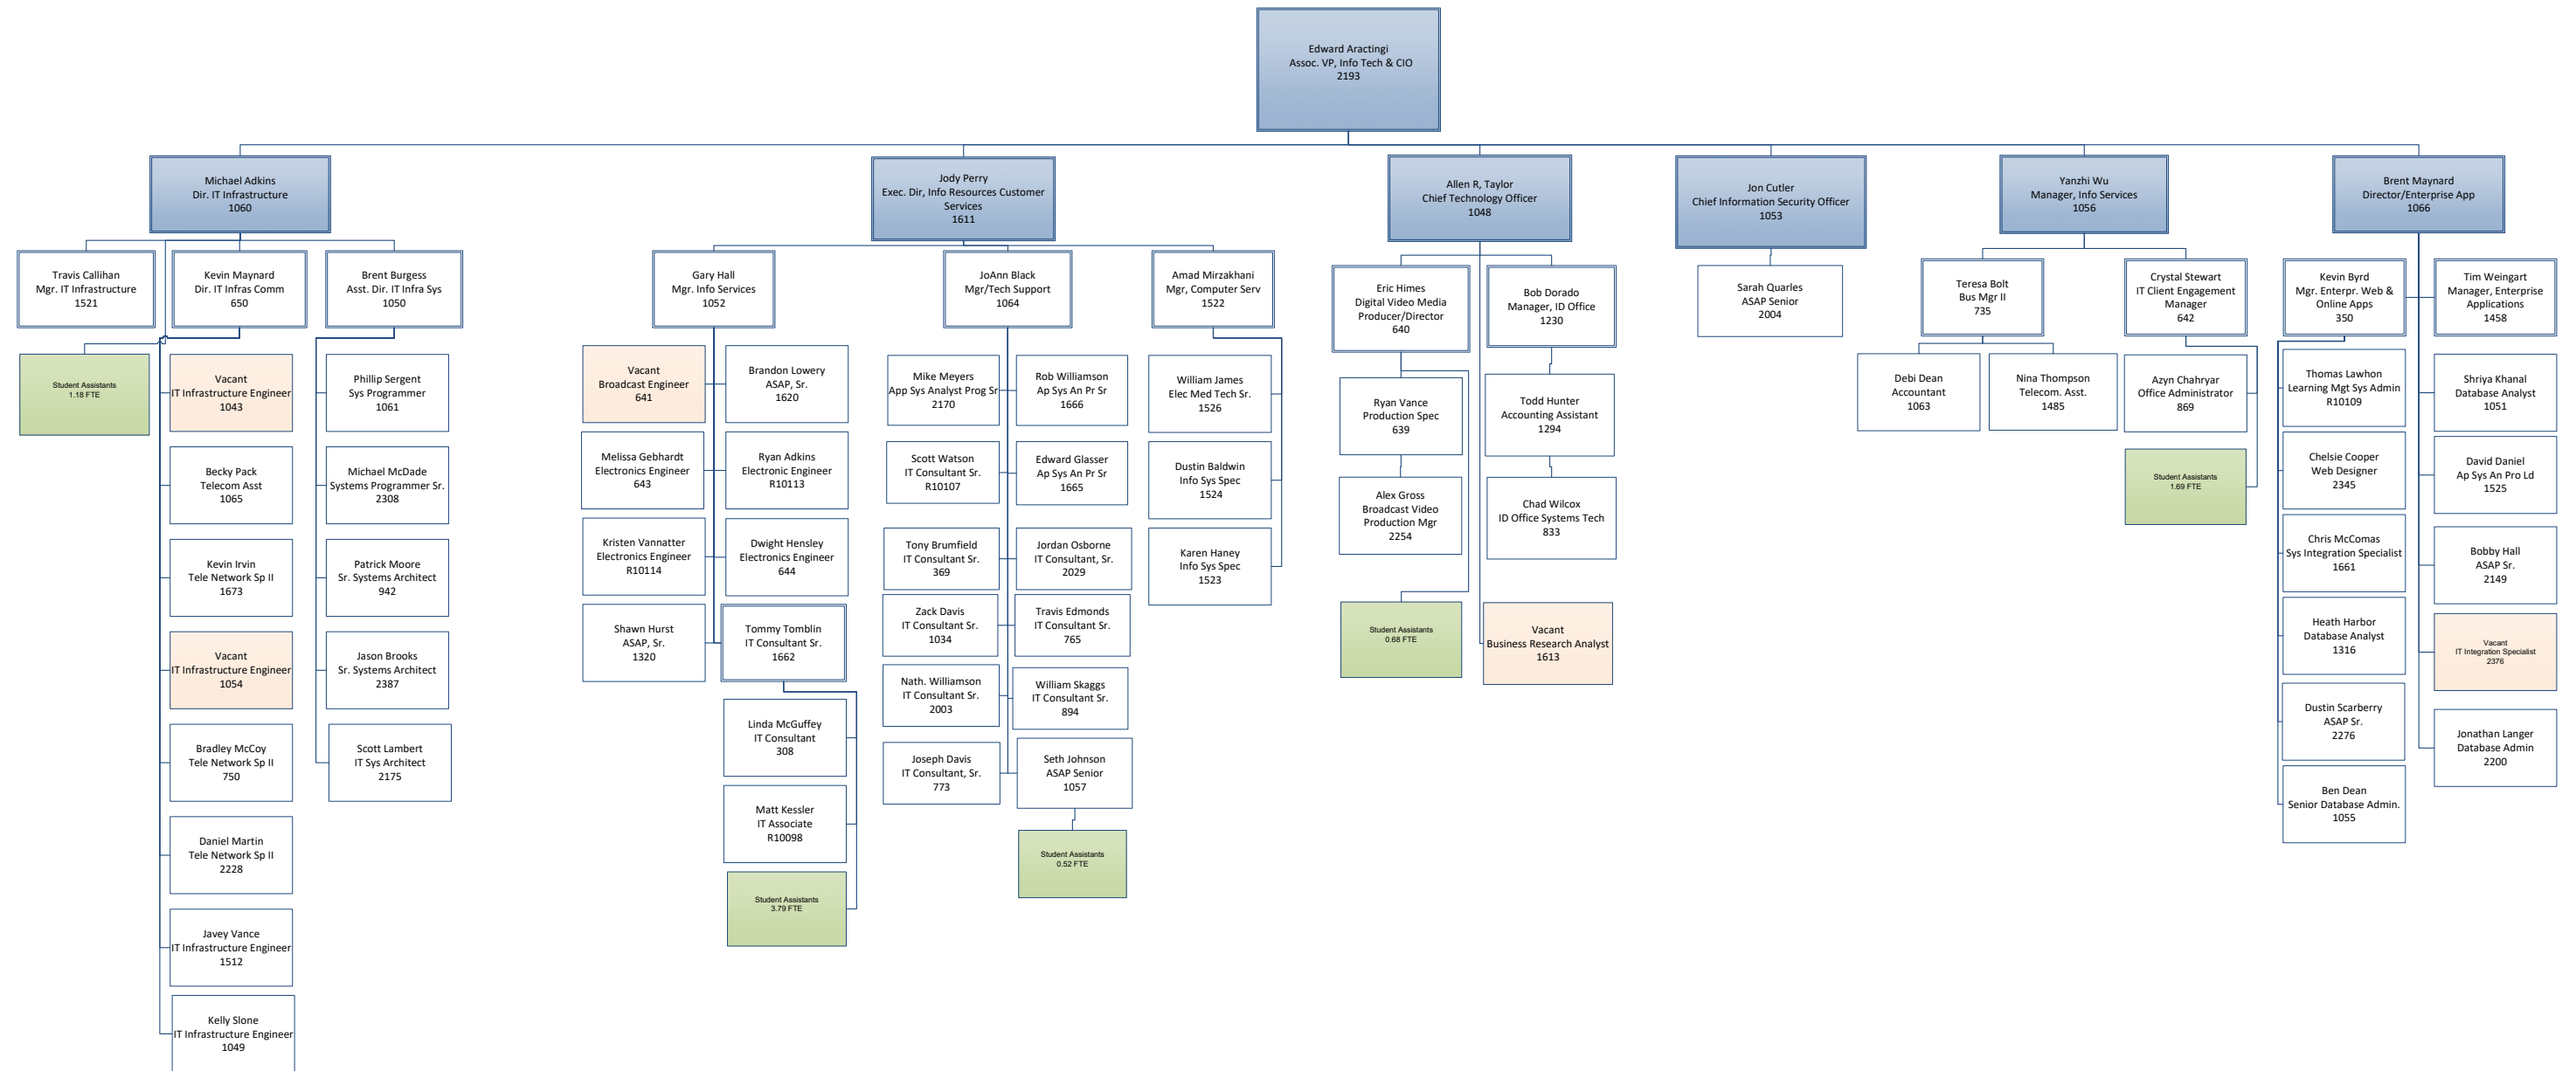 Edward Aractingi
Assoc. VP, Info Tech & CIO
2193
Michael Adkins
Dir. IT Infrastructure
1060
Jody Perry
Exec. Dir, Info Resources Customer
Services
1611
Allen R, Taylor
Chief Technology Officer
1048
Jon Cutler
Chief Information Security Officer
1053
Yanzhi Wu
Manager, Info Services
1056
Brent Maynard
Director/Enterprise App
1066
Travis Callihan
Mgr. IT Infrastructure
1521
Kevin Maynard
Dir. IT Infras Comm
650
Brent Burgess
Asst. Dir. IT Infra Sys
1050
Student Assistants
1.18 FTE
Vacant
IT Infrastructure Engineer
1043
Becky Pack
Telecom Asst
1065
Kevin Irvin
Tele Network Sp II
1673
Vacant
IT Infrastructure Engineer
1054
Bradley McCoy
Tele Network Sp II
750
Daniel Martin
Tele Network Sp II
2228
Javey Vance
IT Infrastructure Engineer
1512
Kelly Slone
IT Infrastructure Engineer
1049
Phillip Sergent
Sys Programmer
1061
Michael McDade
Systems Programmer Sr.
2308
Patrick Moore
Sr. Systems Architect
942
Jason Brooks
Sr. Systems Architect
2387
Scott Lambert
IT Sys Architect
2175
Gary Hall
Mgr. Info Services
1052
JoAnn Black
Mgr/Tech Support
1064
Amad Mirzakhani
Mgr, Computer Serv
1522
Vacant
Broadcast Engineer
641
Brandon Lowery
ASAP, Sr.
1620
Melissa Gebhardt
Electronics Engineer
643
Ryan Adkins
Electronic Engineer
R10113
Kristen Vannatter
Electronics Engineer
R10114
Dwight Hensley
Electronics Engineer
644
Shawn Hurst
ASAP, Sr.
1320
Tommy Tomblin
IT Consultant Sr.
1662
Linda McGuffey
IT Consultant
308
Matt Kessler
IT Associate
R10098
Student Assistants
3.79 FTE
Mike Meyers
App Sys Analyst Prog Sr
2170
Rob Williamson
Ap Sys An Pr Sr
1666
Scott Watson
IT Consultant Sr.
R10107
Edward Glasser
Ap Sys An Pr Sr
1665
Tony Brumfield
IT Consultant Sr.
369
Jordan Osborne
IT Consultant, Sr.
2029
Zack Davis
IT Consultant Sr.
1034
Travis Edmonds
IT Consultant Sr.
765
Nath. Williamson
IT Consultant Sr.
2003
William Skaggs
IT Consultant Sr.
894
Joseph Davis
IT Consultant, Sr.
773
Seth Johnson
ASAP Senior
1057
Student Assistants
0.52 FTE
William James
Elec Med Tech Sr.
1526
Dustin Baldwin
Info Sys Spec
1524
Karen Haney
Info Sys Spec
1523
Eric Himes
Digital Video Media
Producer/Director
640
Bob Dorado
Manager, ID Office
1230
Ryan Vance
Production Spec
639
Alex Gross
Broadcast Video
Production Mgr
2254
Student Assistants
0.68 FTE
Todd Hunter
Accounting Assistant
1294
Chad Wilcox
ID Office Systems Tech
833
Vacant
Business Research Analyst
1613
Sarah Quarles
ASAP Senior
2004
Teresa Bolt
Bus Mgr II
735
Crystal Stewart
IT Client Engagement
Manager
642
Debi Dean
Accountant
1063
Nina Thompson
Telecom. Asst.
1485
Azyn Chahryar
Office Administrator
869
Student Assistants
1.69 FTE
Kevin Byrd
Mgr. Enterpr. Web &
Online Apps
350
Tim Weingart
Manager, Enterprise
Applications
1458
Thomas Lawhon
Learning Mgt Sys Admin
R10109
Chelsie Cooper
Web Designer
2345
Chris McComas
Sys Integration Specialist
1661
Heath Harbor
Database Analyst
1316
Dustin Scarberry
ASAP Sr.
2276
Ben Dean
Senior Database Admin.
1055
Shriya Khanal
Database Analyst
1051
David Daniel
Ap Sys An Pro Ld
1525
Bobby Hall
ASAP Sr.
2149
Vacant
IT Integration Specialist
2376
Jonathan Langer
Database Admin
2200